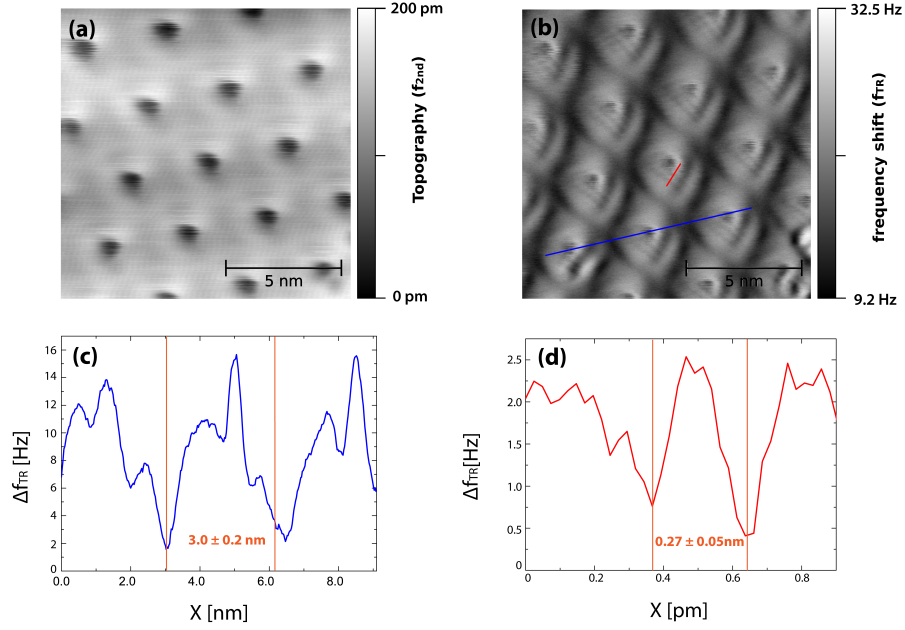 (a)
200 pm
Topography (f2nd)
0 pm
5 nm
(b)
32.5 Hz
frequency shift (fTR)
9.2 Hz
5 nm
(c)
16
14
12
10
8
6
4
2
0
ΔfTR [Hz]
3.0 ± 0.2 nm
0.0 2.0 4.0 6.0 8.0
X [nm]
(d)
2.5
2.0
1.5
1.0
0.5
0
ΔfTR[Hz]
0.27 ± 0.05nm
0 0.2 0.4 0.6 0.8
X [pm]